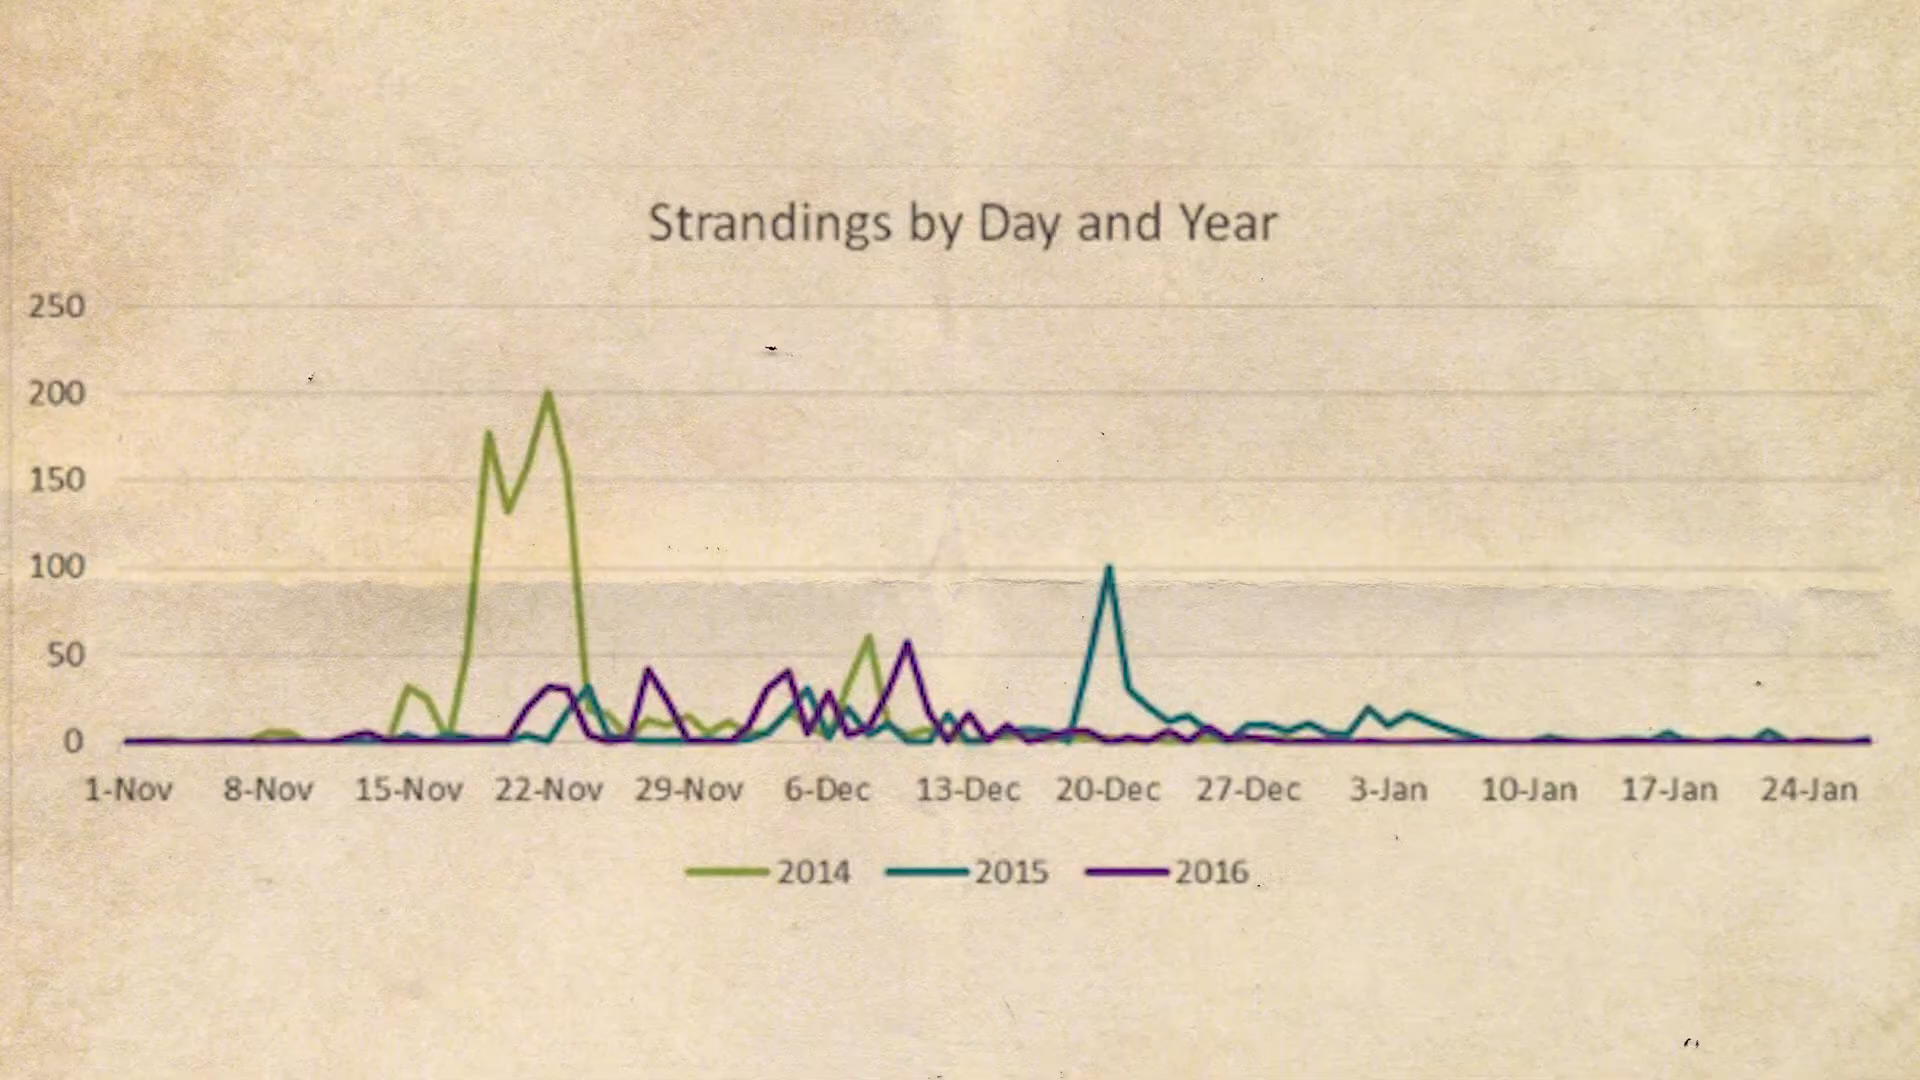 Strandings by Day and Year
250
200
150
100
50
0
1-Nov 8-Nov 15-Nov 22-Nov 29-Nov 6-Dec 13-Dec 20-Dec 27-Dec 3-Jan 10-Jan 17-Jan 24-Jan
2014 2015 2016